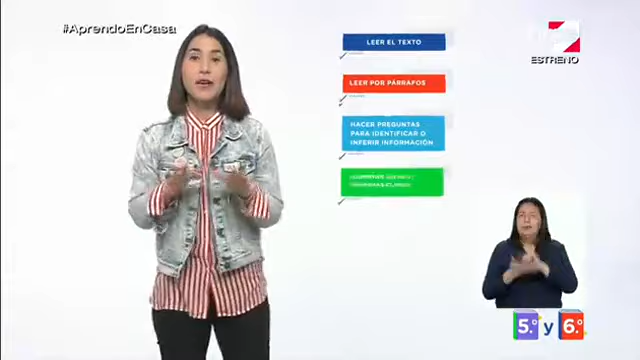 #AprendoEnCasa
ESTRENO
LEER EL TEXTO
LEER POR PÁRRAFOS
HACER PREGUNTAS
PARA IDENTIFICAR O
INFERIR INFORMACIÓN
5.° y 6.°